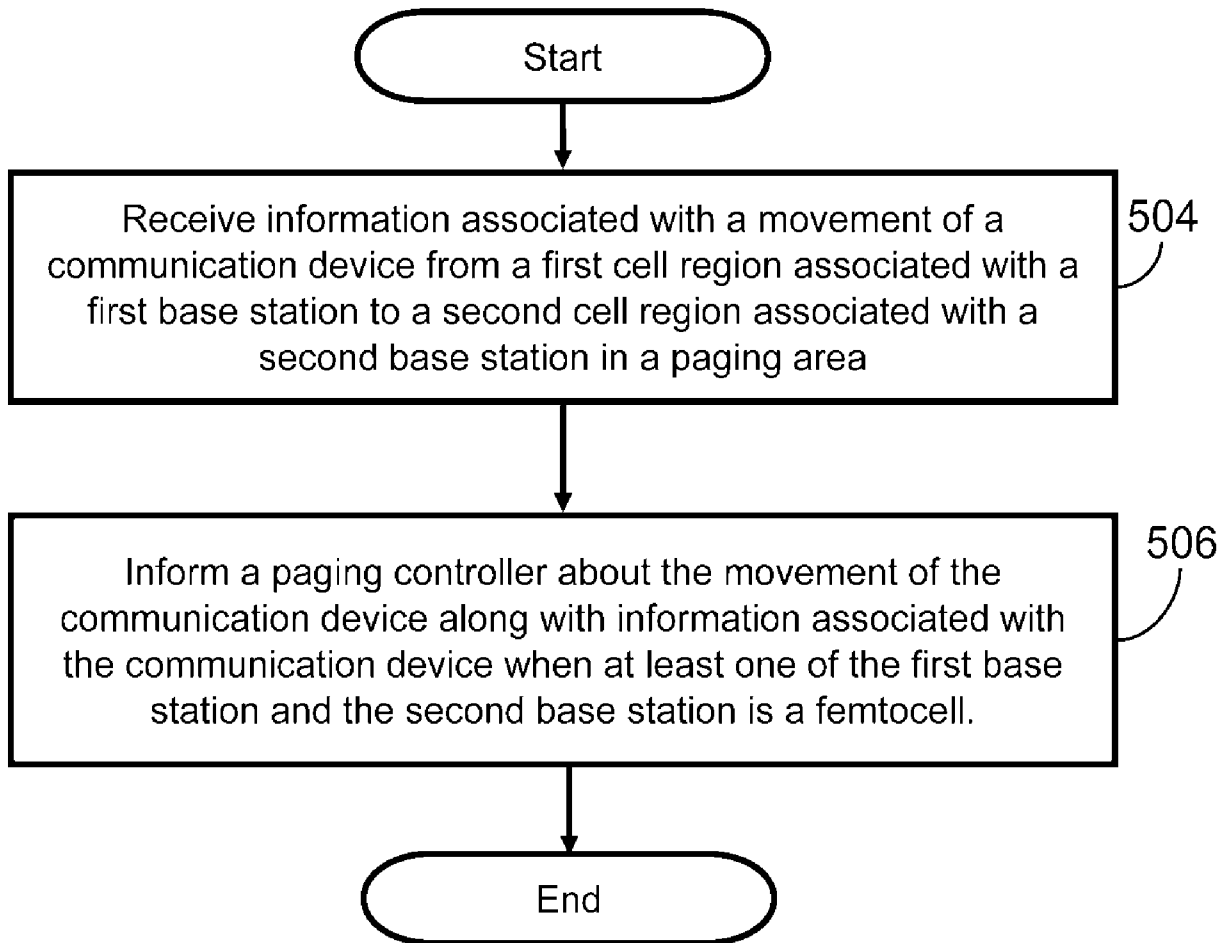 Start
Receive information associated with a movement of a
communication device from a first cell region associated with a
first base station to a second cell region associated with a
second base station in a paging area
504
Inform a paging controller about the movement of the
communication device along with information associated with
the communication device when at least one of the first base
station and the second base station is a femtocell.
506
End